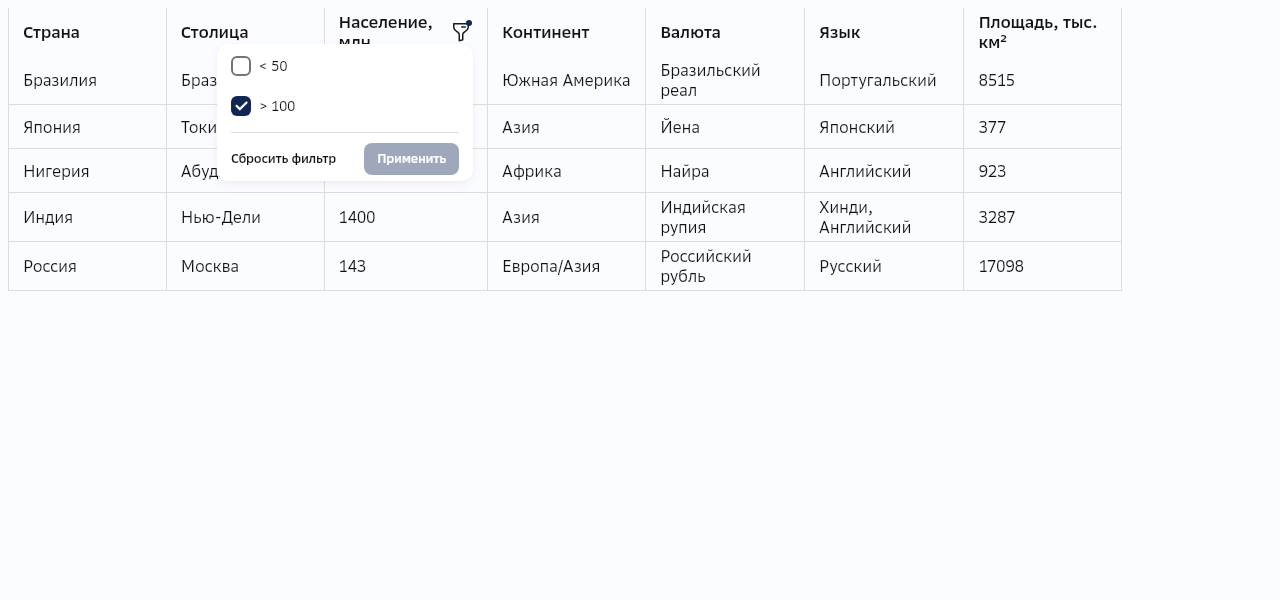 Страна
Столица
Население,
млн
Континент
Валюта
Язык
Площадь, тыс.
км²
Бразилия
Южная Америка
Бразильский
реал
Португальский
8515
< 50
> 100
Сбросить фильтр
Применить
Япония
Азия
Йена
Японский
377
Нигерия
Африка
Найра
Английский
923
Индия
Нью-Дели
1400
Азия
Индийская
рупия
Хинди,
Английский
3287
Россия
Москва
143
Европа/Азия
Российский
рубль
Русский
17098